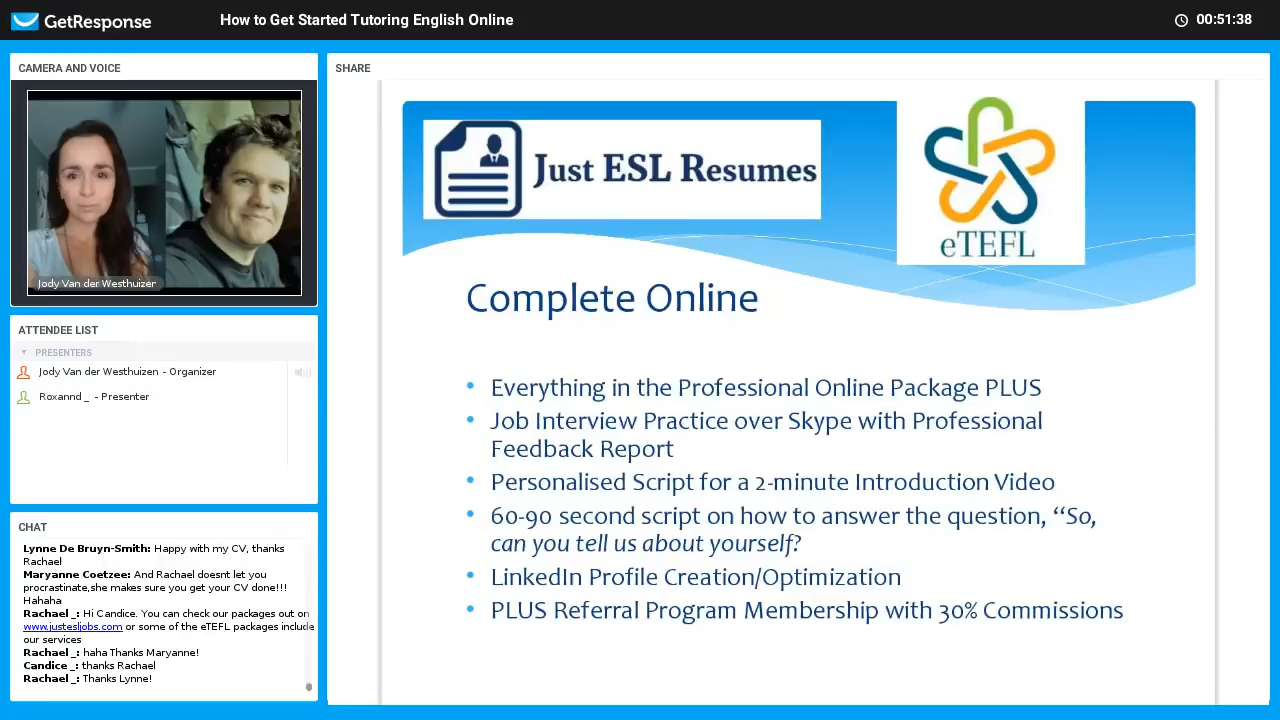 GetResponse
How to Get Started Tutoring English Online
00:51:38
CAMERA AND VOICE
Jody Van der Westhuizer
ATTENDEE LIST
PRESENTERS
Jody Van der Westhuizen - Organizer
Roxannd _ - Presenter
CHAT
Lynne De Bruyn-Smith: Happy with my CV, thanks
Rachael
Maryanne Coetzee: And Rachael doesnt let you
procrastinate,she makes sure you get your CV done!!!
Hahaha
Rachael _: Hi Candice. You can check our packages out on
www.justesljobs.com or some of the eTEFL packages include
our services
Rachael _: haha Thanks Maryanne!
Candice _: thanks Rachael
Rachael _: Thanks Lynne!
SHARE
Just ESL Resumes
eTEFL
Complete Online
• Everything in the Professional Online Package PLUS
• Job Interview Practice over Skype with Professional
Feedback Report
• Personalised Script for a 2-minute Introduction Video
• 60-90 second script on how to answer the question, “So,
can you tell us about yourself?
• LinkedIn Profile Creation/Optimization
• PLUS Referral Program Membership with 30% Commissions